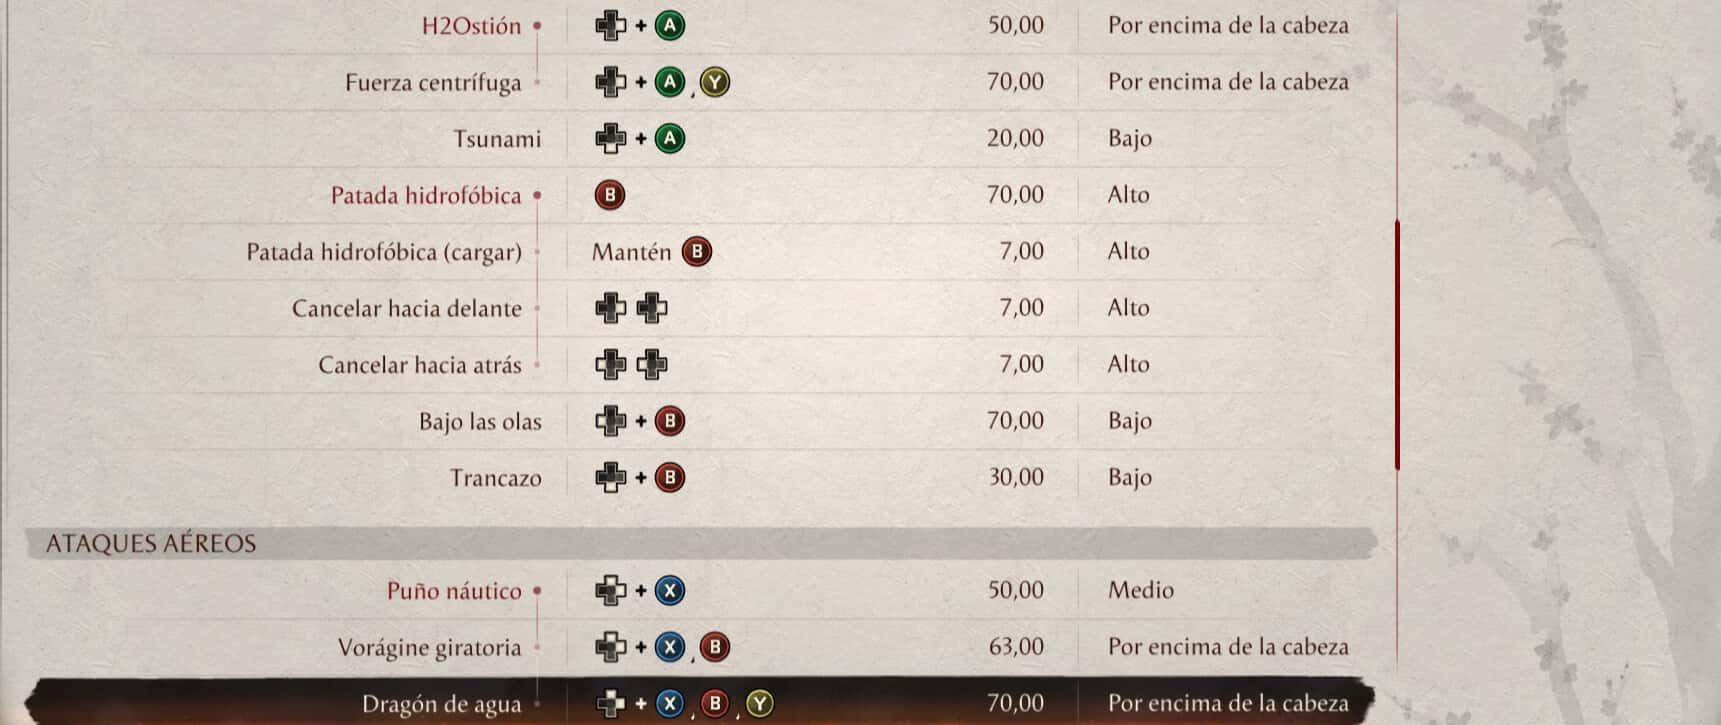 H2Ostión + A 50,00 Por encima de la cabeza
Fuerza centrífuga + A , Y 70,00 Por encima de la cabeza
Tsunami + A 20,00 Bajo
Patada hidrofóbica B 70,00 Alto
Patada hidrofóbica (cargar) Mantén B 7,00 Alto
Cancelar hacia delante 7,00 Alto
Cancelar hacia atrás 7,00 Alto
Bajo las olas + B 70,00 Bajo
Trancazo + B 30,00 Bajo
ATAQUES AÉREOS
Puño náutico + X 50,00 Medio
Vorágine giratoria + X , B 63,00 Por encima de la cabeza
Dragón de agua + X , B , Y 70,00 Por encima de la cabeza